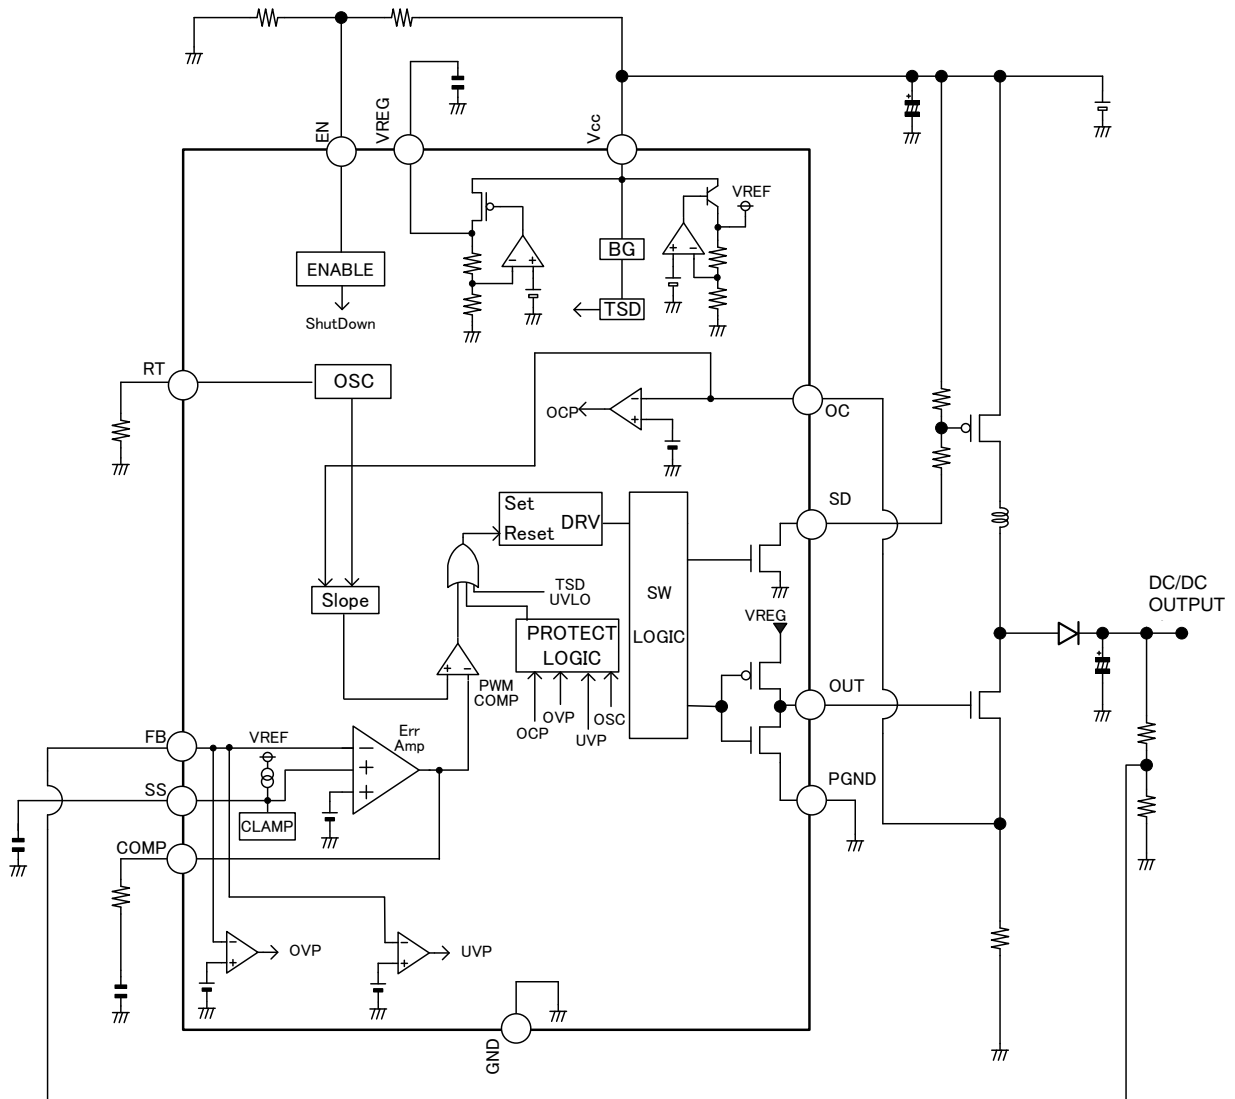 EN
VREG
Vcc
VREF
BG
ENABLE
TSD
ShutDown
RT
OSC
OCP
-
+
OC
SD
Set
Reset
DRV
Slope
TSD
UVLO
SW
LOGIC
VREG
PROTECT
LOGIC
DC/DC
OUTPUT
+ -
PWM
COMP
OCP
OVP
UVP
OSC
OUT
FB
VREF
Err
Amp
SS
CLAMP
PGND
COMP
OVP
UVP
GND